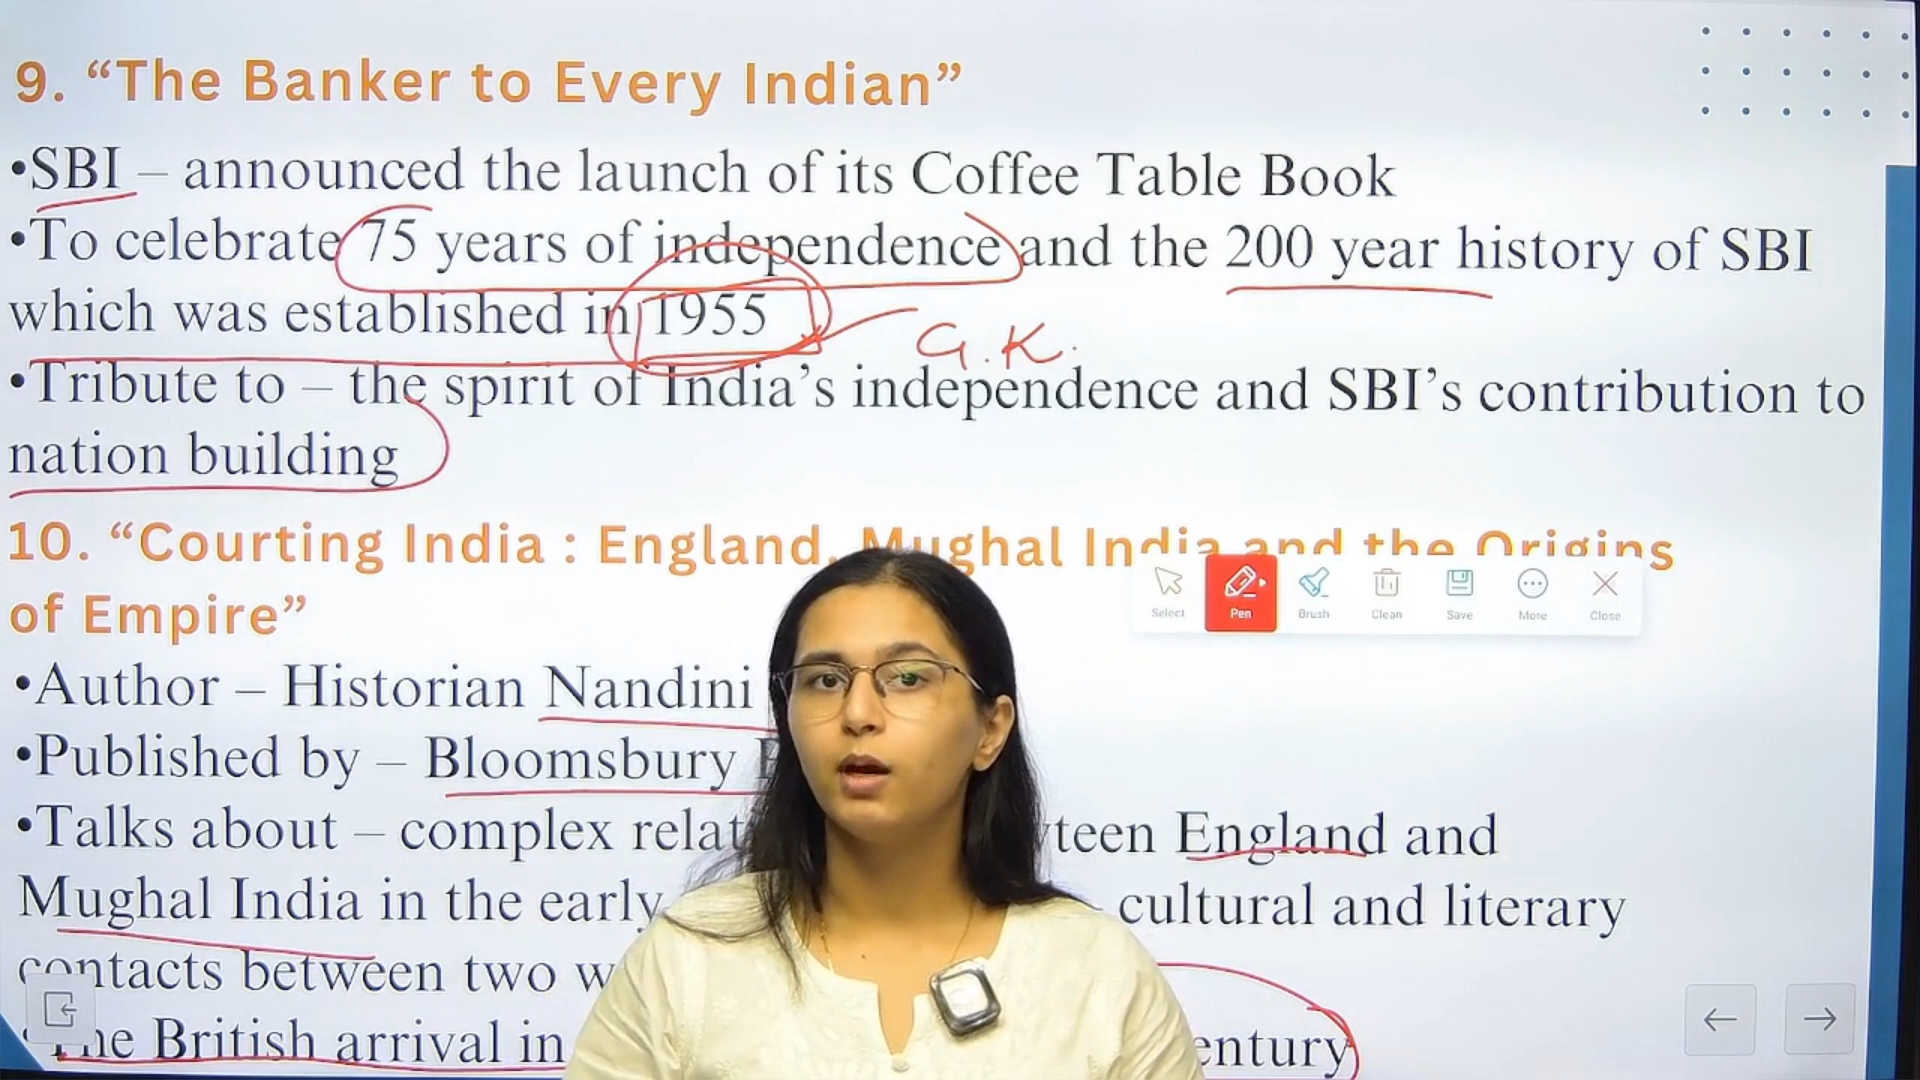 9. “The Banker to Every Indian”
•SBI – announced the launch of its Coffee Table Book
•To celebrate 75 years of independence and the 200 year history of SBI
which was established in 1955
G.K.
•Tribute to – the spirit of India’s independence and SBI’s contribution to
nation building
10. “Courting India : England, Mughal India and the Origins
of Empire”
Select Pen Brush Clean Save More Close
•Author – Historian Nandini
•Published by – Bloomsbury
•Talks about – complex England and
Mughal India in the early cultural and literary
contacts between two
British arrival in